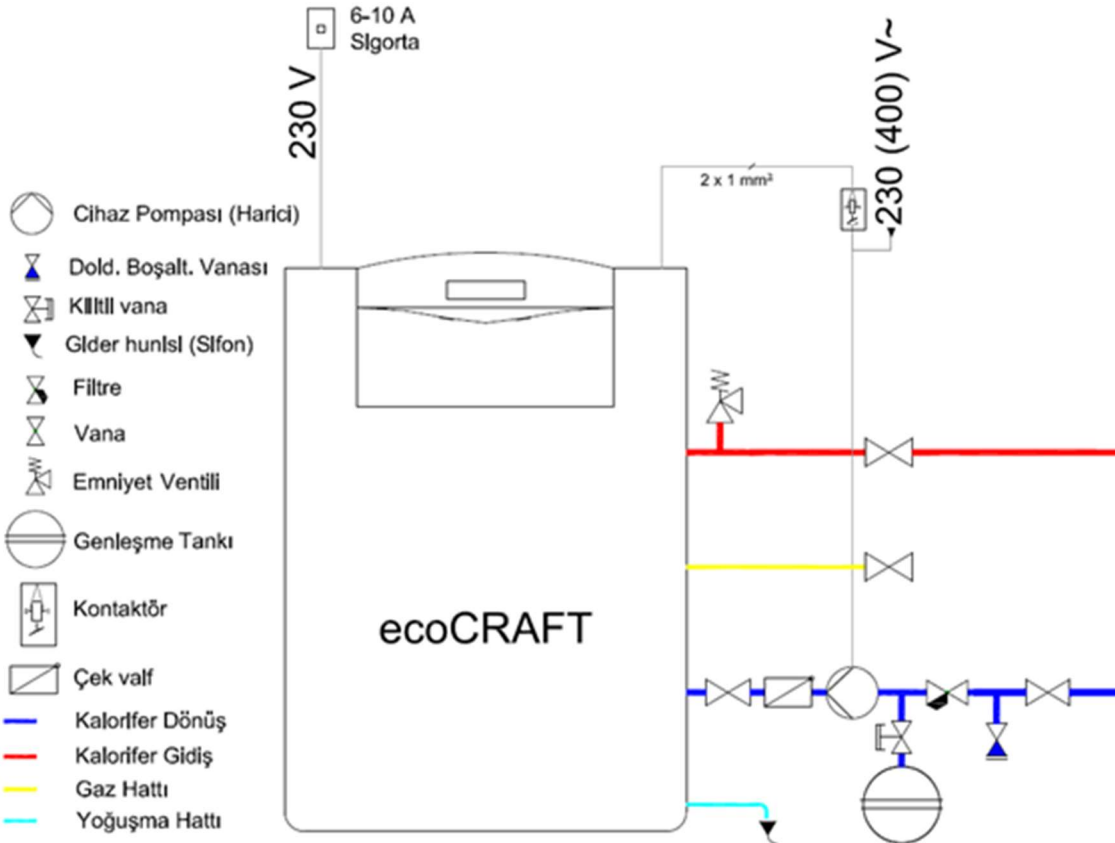 6-10 A
Sigorta
230 V
230 (400) V~
2 x 1 mm²
Cihaz Pompası (Harici)
Dold. Boşalt. Vanası
Kilitli vana
Gider hunisi (Sifon)
Filtre
Vana
Emniyet Ventili
Genleşme Tankı
Kontaktör
Çek valf
Kalorifer Dönüş
Kalorifer Gidiş
Gaz Hattı
Yoğuşma Hattı
ecoCRAFT